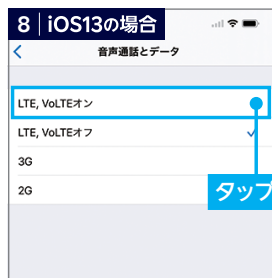 8 | iOS13の場合
音声通話とデータ
LTE, VoLTEオン
LTE, VoLTEオフ
3G
2G
タップ